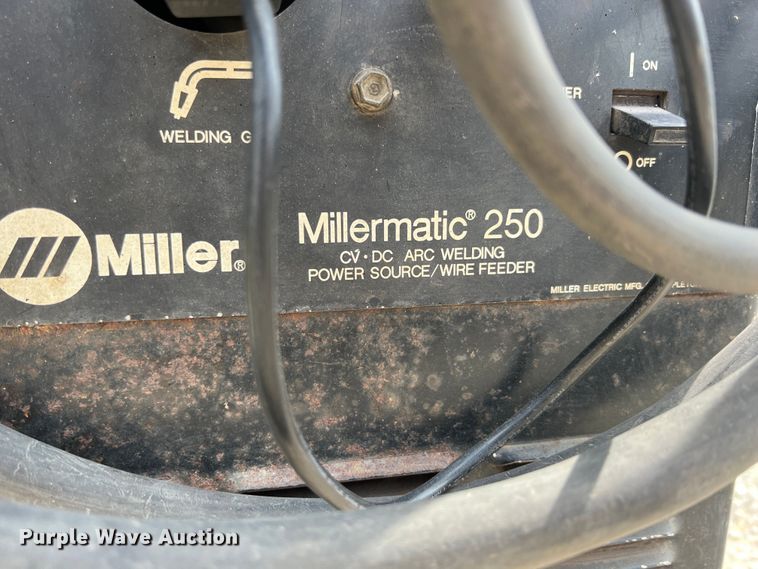 ON
OFF
WELDING
Miller®
Millermatic® 250
CV·DC ARC WELDING
POWER SOURCE/WIRE FEEDER
MILLER ELECTRIC MFG.
Purple Wave Auction